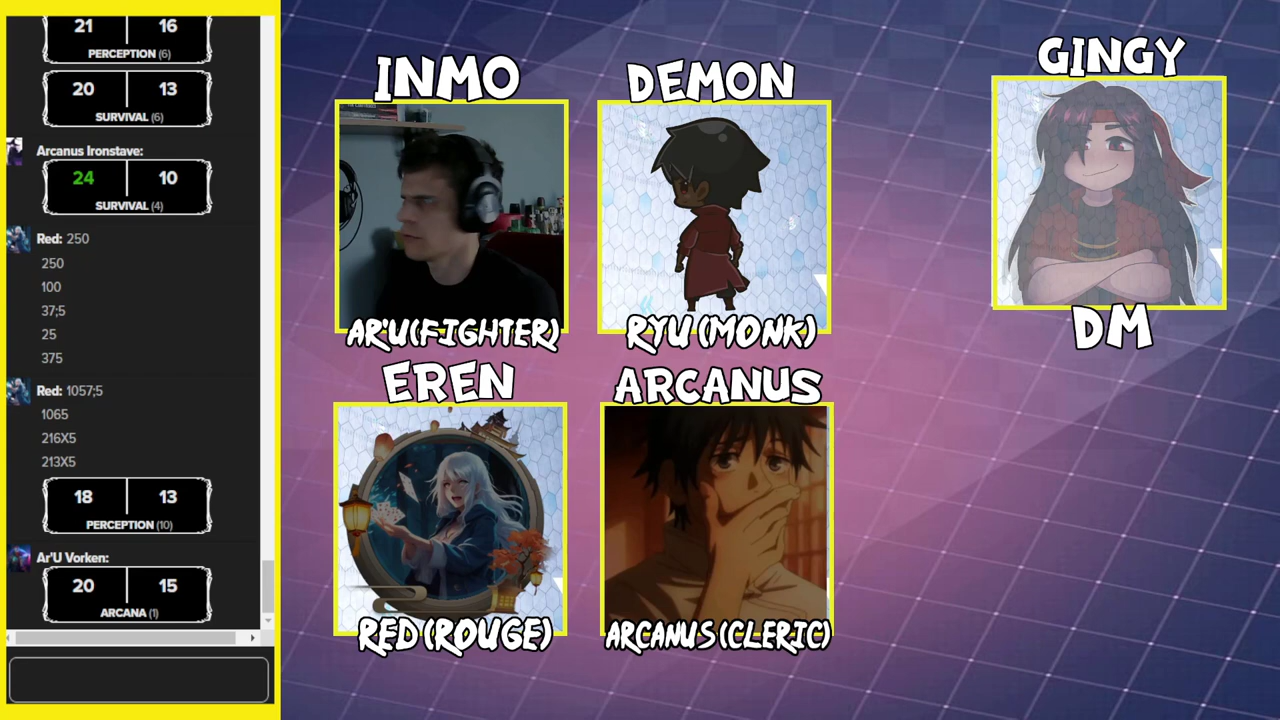 21 16
PERCEPTION (6)
20 13
SURVIVAL (6)
Arcanus Ironstave:
24 10
SURVIVAL (4)
Red: 250
250
100
37;5
25
375
Red: 1057;5
1065
216X5
213X5
18 13
PERCEPTION (10)
Ar'U Vorken:
20 15
ARCANA (1)
INMO
DEMON
GINGY
AR'U(FIGHTER)
RYU(MONK)
DM
EREN
ARCANUS
RED(ROUGE)
ARCANUS(CLERIC)